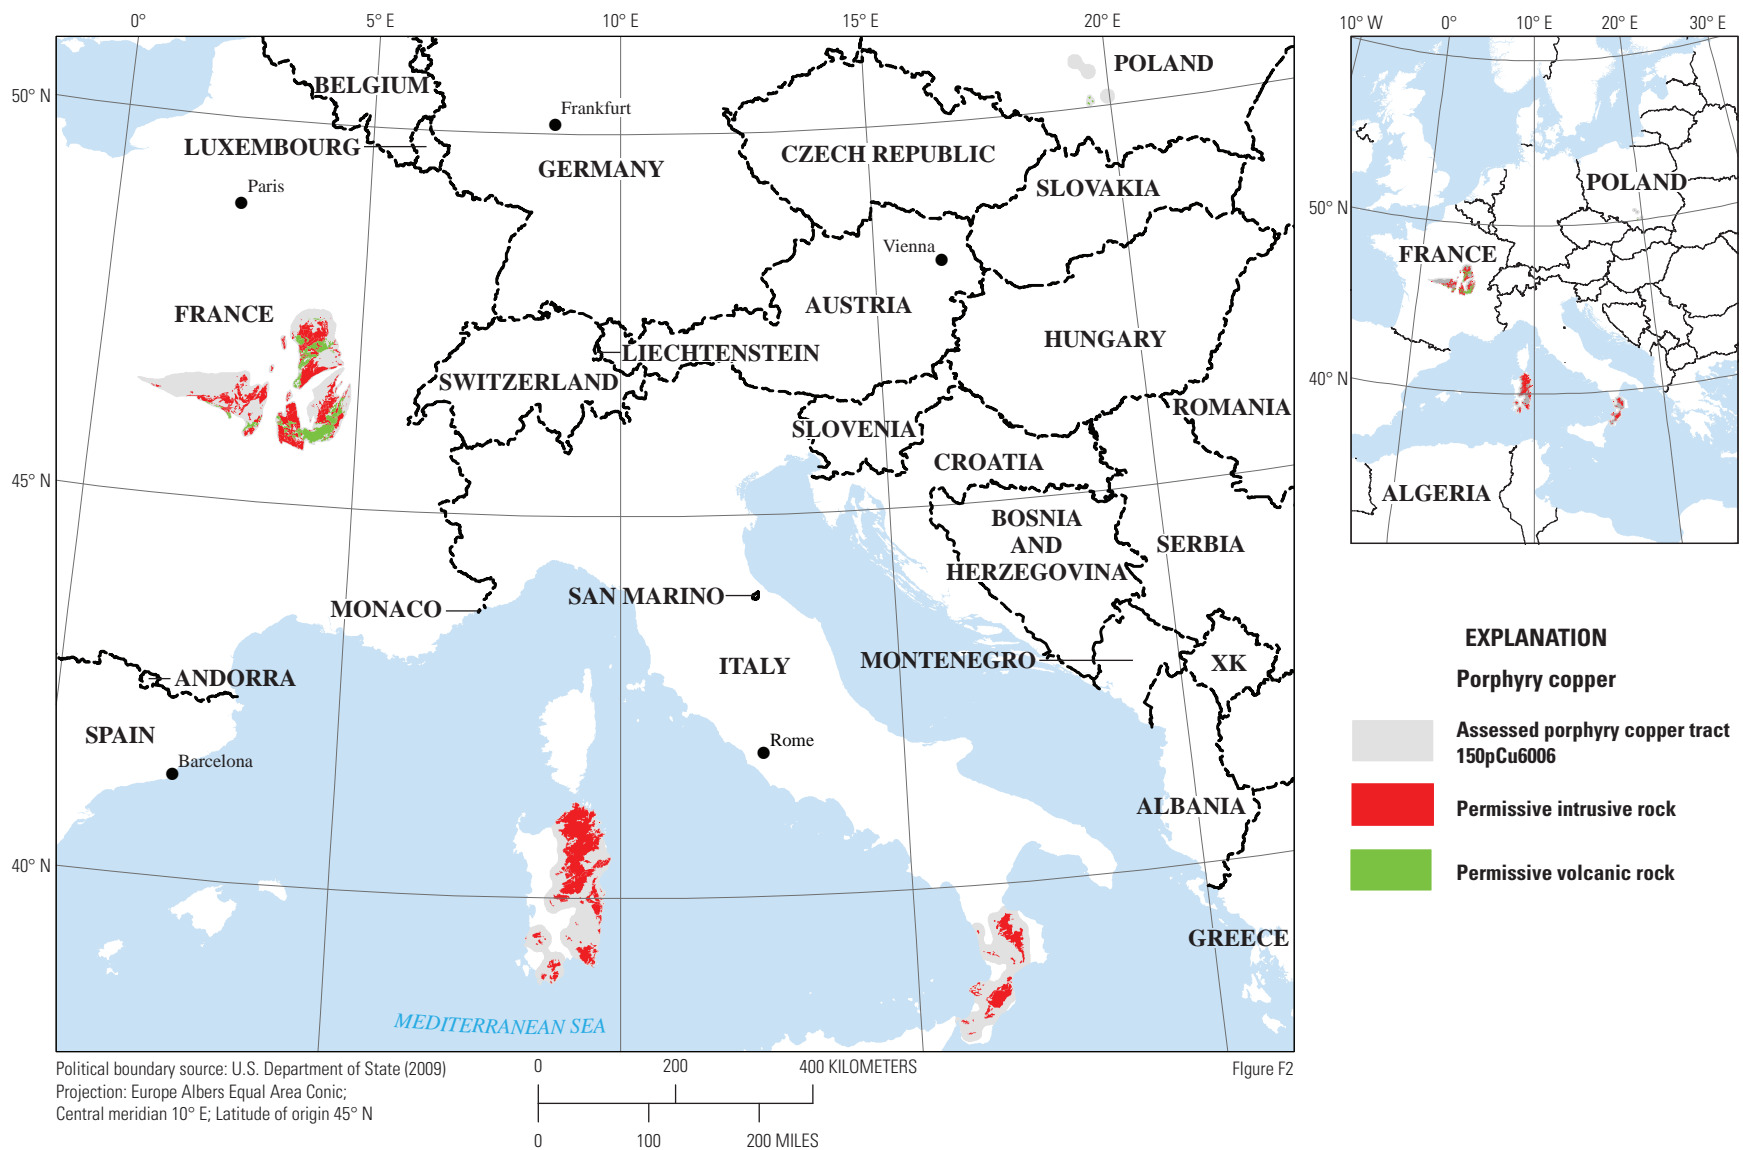 0° 5° E 10° E 15° E 20° E
10° W 0° 10° E 20° E 30° E
POLAND
BELGIUM
50° N
Frankfurt
LUXEMBOURG
CZECH REPUBLIC
GERMANY
SLOVAKIA
Paris
Vienna
AUSTRIA
FRANCE
HUNGARY
LIECHTENSTEIN
SWITZERLAND
ROMANIA
SLOVENIA
CROATIA
45° N
BOSNIA
AND
HERZEGOVINA
SERBIA
SAN MARINO
MONACO
MONTENEGRO
XK
ITALY
ANDORRA
SPAIN
Rome
Barcelona
ALBANIA
40° N
GREECE
MEDITERRANEAN SEA
POLAND
50° N
FRANCE
40° N
ALGERIA
EXPLANATION
Porphyry copper
Assessed porphyry copper tract
150pCu6006
Permissive intrusive rock
Permissive volcanic rock
Political boundary source: U.S. Department of State (2009)
Projection: Europe Albers Equal Area Conic;
Central meridian 10° E; Latitude of origin 45° N
0 200 400 KILOMETERS
0 100 200 MILES
FIgure F2